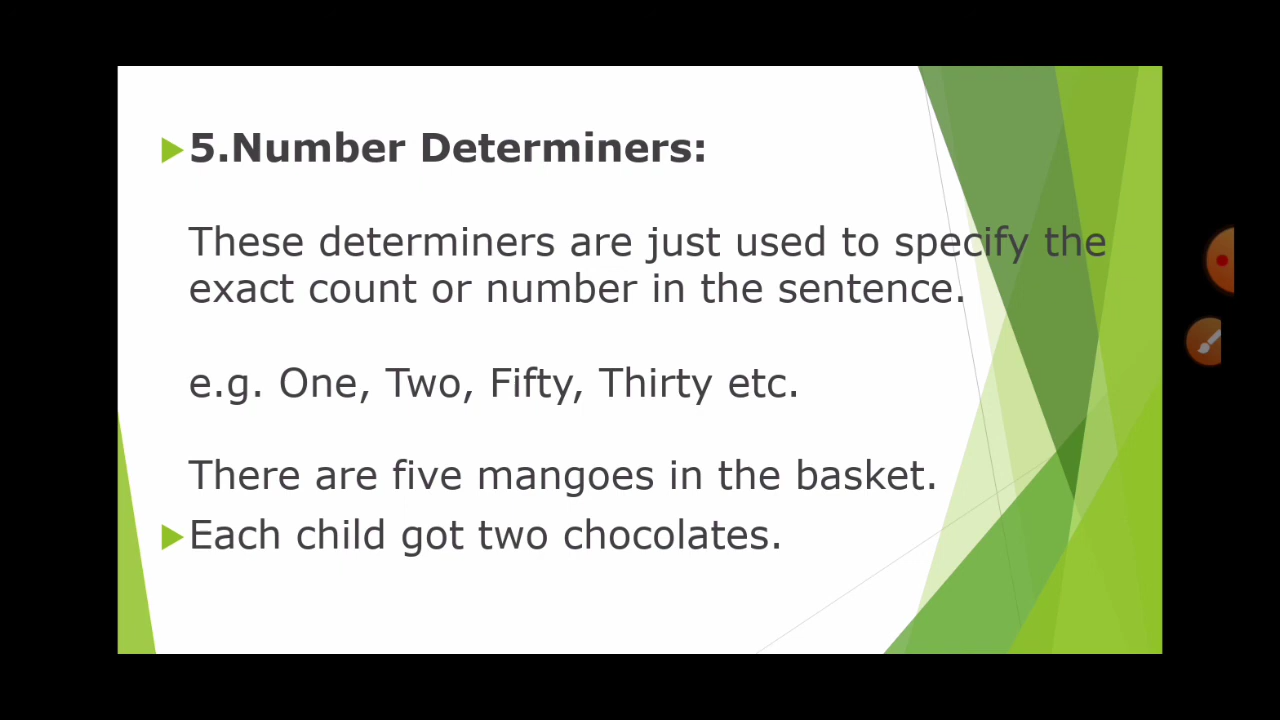 5.Number Determiners:
These determiners are just used to specify the
exact count or number in the sentence.
e.g. One, Two, Fifty, Thirty etc.
There are five mangoes in the basket.
Each child got two chocolates.